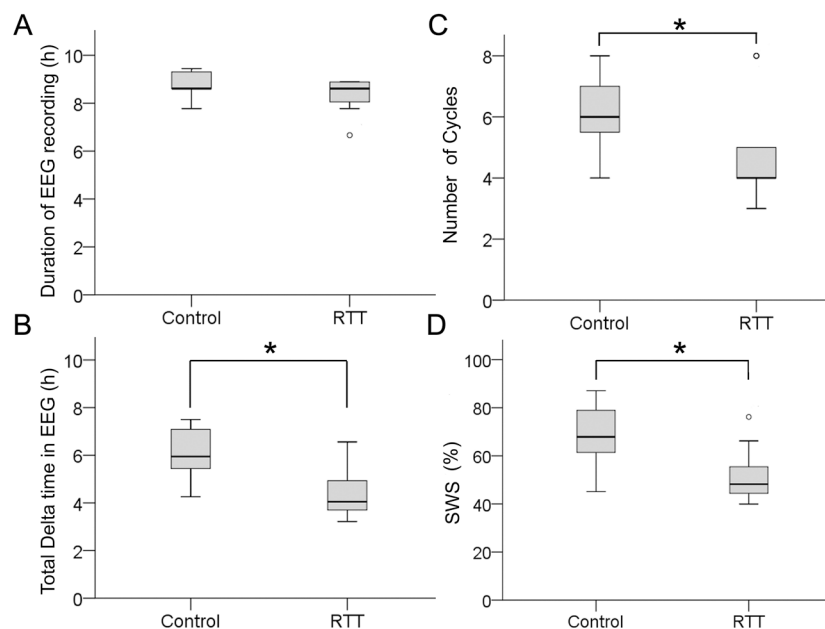 A
Duration of EEG recording (h)
10
8
6
4
2
0
Control RTT
B
Total Delta time in EEG (h)
10
8
6
4
2
0
*
Control RTT
C
Number of Cycles
8
6
4
2
0
*
Control RTT
D
SWS (%)
100
80
60
40
20
0
*
Control RTT